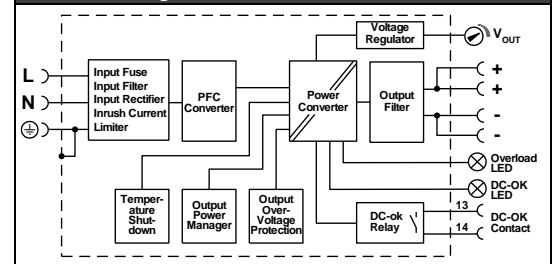 Voltage
Regulator
VOUT
L
N
Input Fuse
Input Filter
Input Rectifier
Inrush Current
Limiter
PFC
Converter
Power
Converter
Output
Filter
+
+
-
-
Overload
LED
DC-OK
LED
Temper-
ature
Shut-
down
Output
Power
Manager
Output
Over-
Voltage
Protection
DC-ok
Relay
13
14
DC-OK
Contact